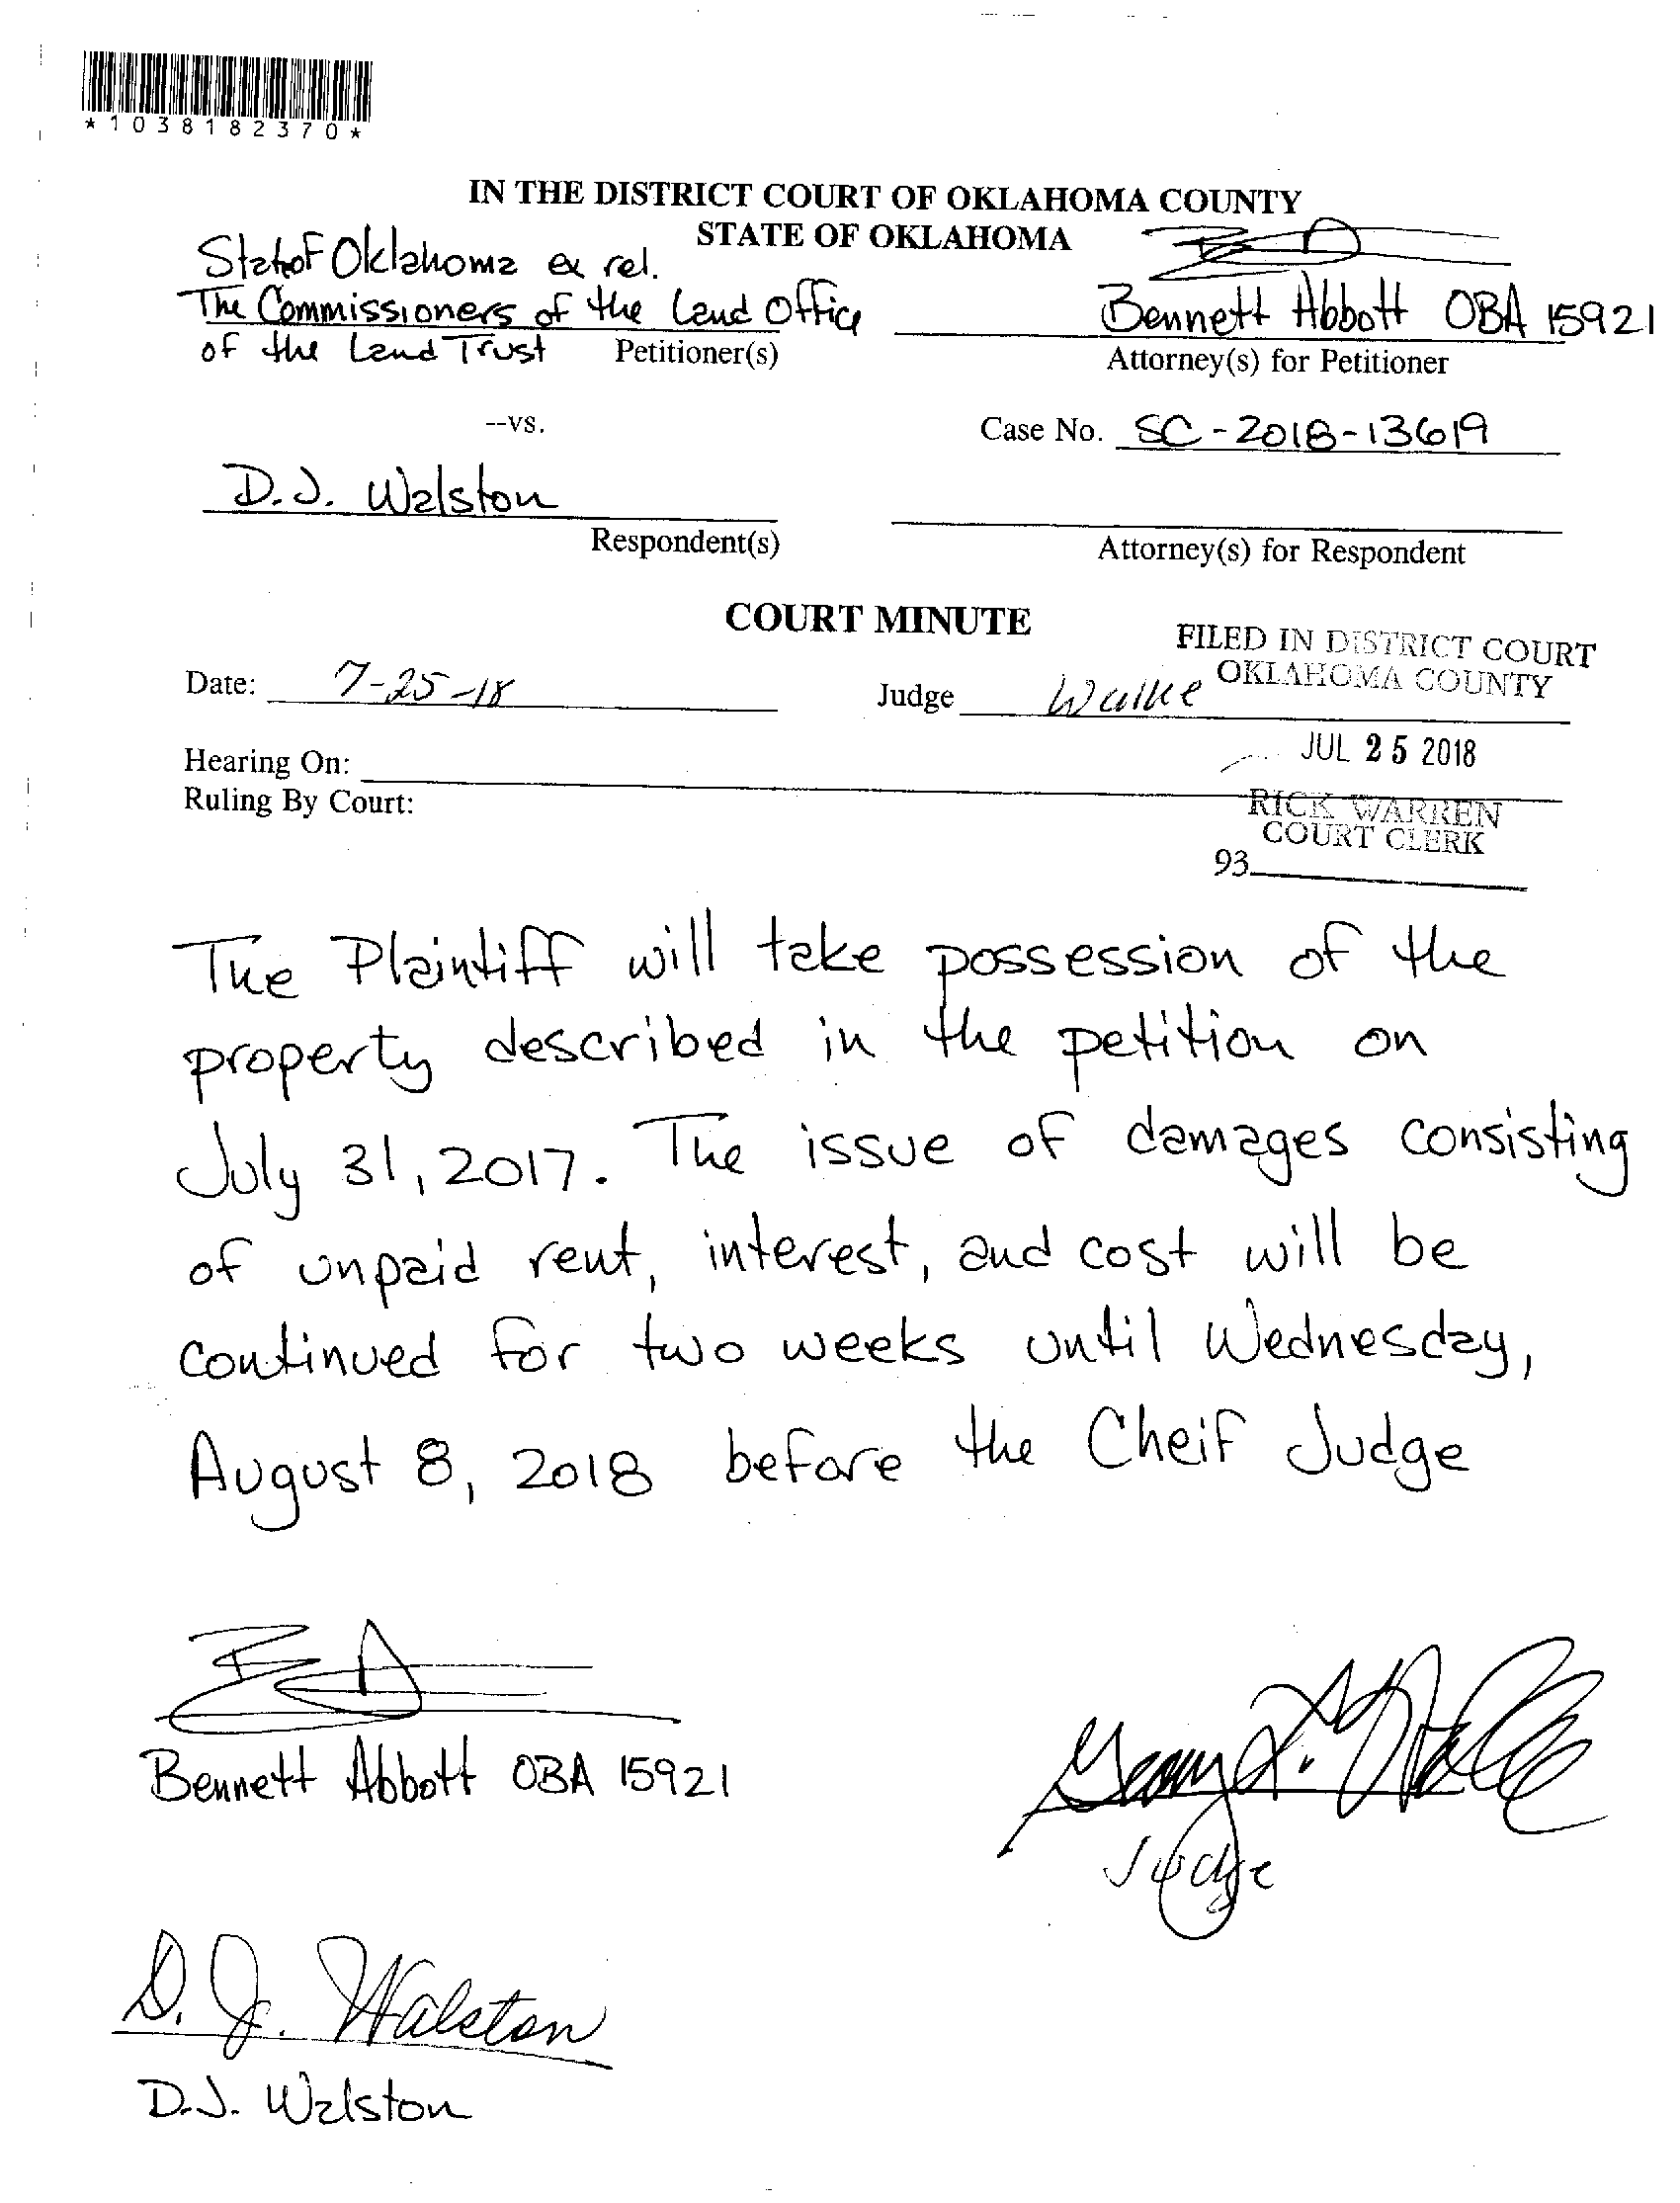 *1038182370*
IN THE DISTRICT COURT OF OKLAHOMA COUNTY
STATE OF OKLAHOMA
State of Oklahoma ex rel.
The Commissioners of the Land Office
of the Land Trust Petitioner(s)
Bennett Abbott OBA 15921
Attorney(s) for Petitioner
--vs.
Case No. SC-2018-13619
D.J. Walston
Respondent(s)
Attorney(s) for Respondent
COURT MINUTE
FILED IN DISTRICT COURT
OKLAHOMA COUNTY
Date: 7-25-18 Judge Walke
JUL 25 2018
Hearing On:
Ruling By Court:
RICK WARREN
COURT CLERK
93
The Plaintiff will take possession of the
property described in the petition on
July 31, 2017. The issue of damages consisting
of unpaid rent, interest, and cost will be
continued for two weeks until Wednesday,
August 8, 2018 before the Cheif Judge
Bennett Abbott OBA 15921
Judge
D. J. Walston
D.J. Walston